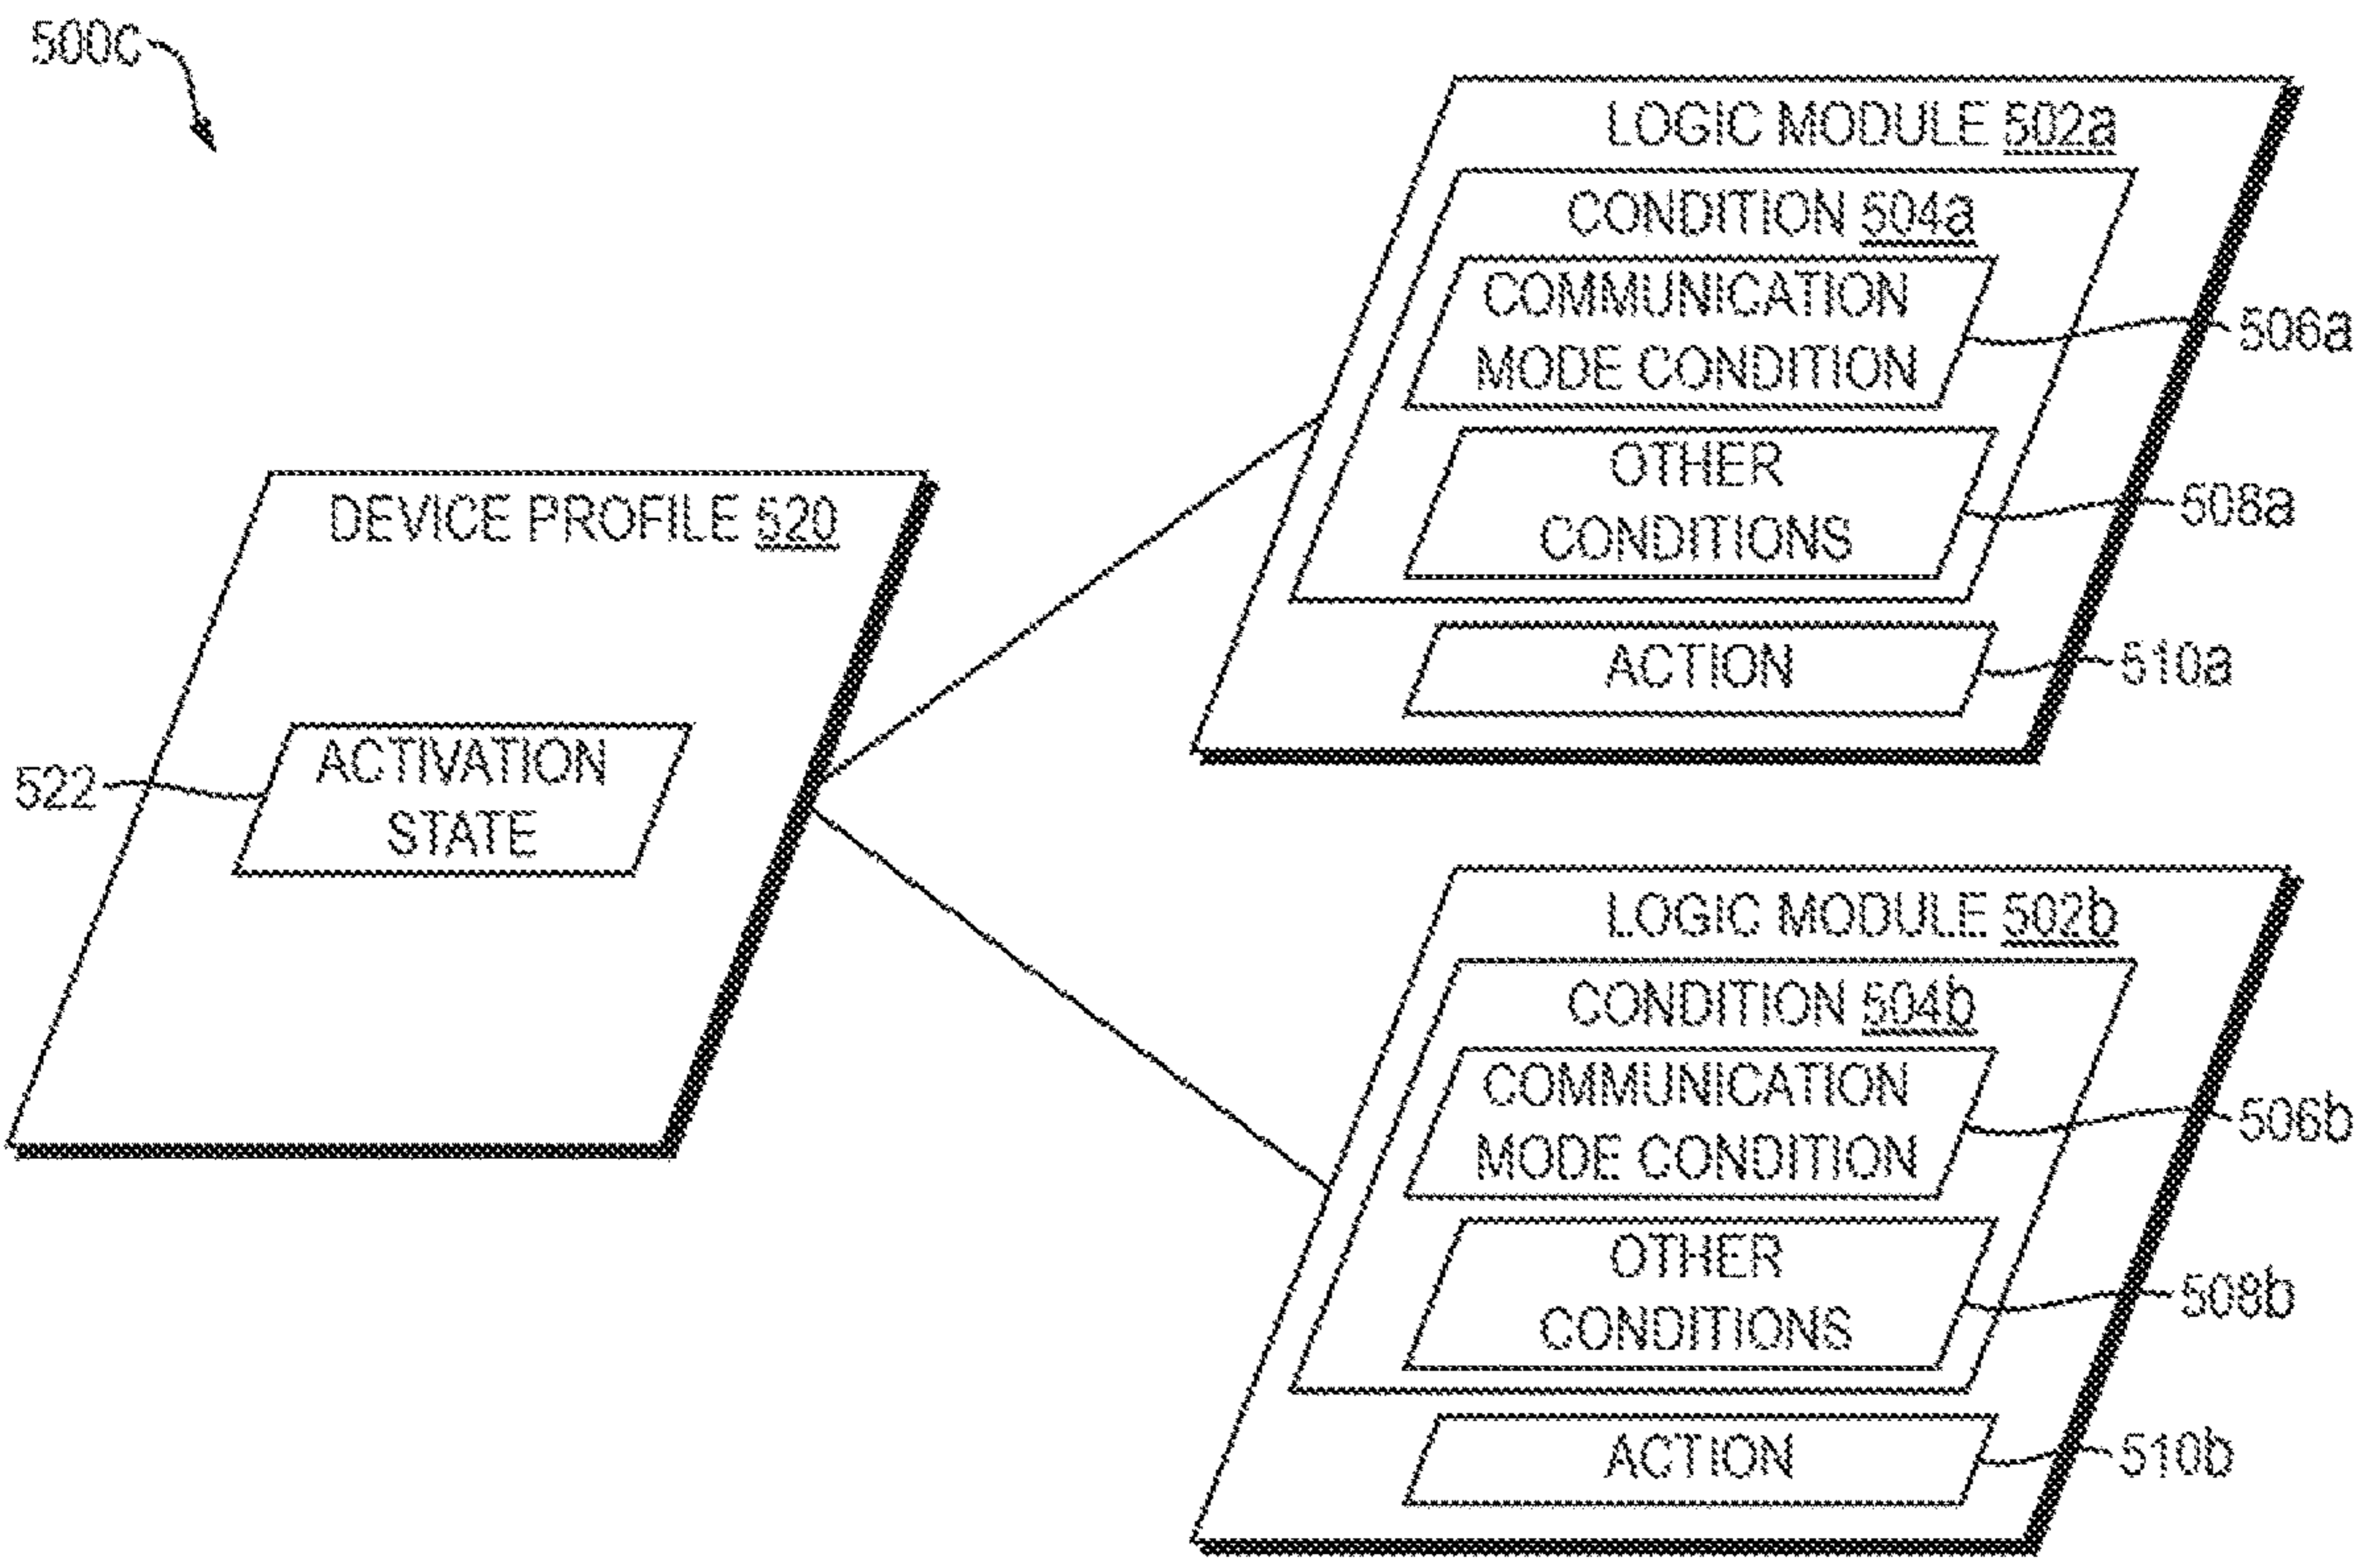 500c
LOGIC MODULE 502a
CONDITION 504a
COMMUNICATION
MODE CONDITION
506a
OTHER
CONDITIONS
508a
ACTION
510a
DEVICE PROFILE 520
ACTIVATION
STATE
522
LOGIC MODULE 502b
CONDITION 504b
COMMUNICATION
MODE CONDITION
506b
OTHER
CONDITIONS
508b
ACTION
510b